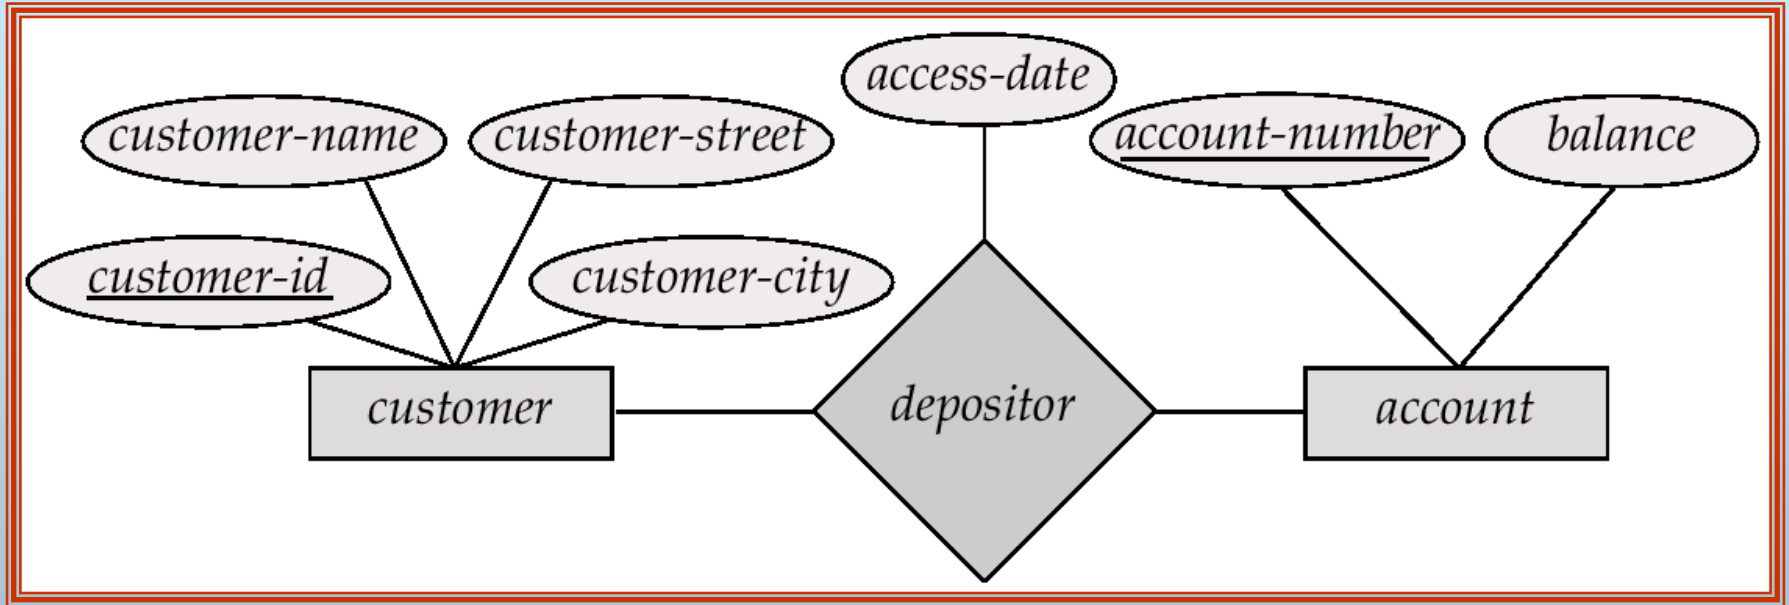 access-date
customer-name
customer-street
account-number
balance
customer-id
customer-city
customer
depositor
account